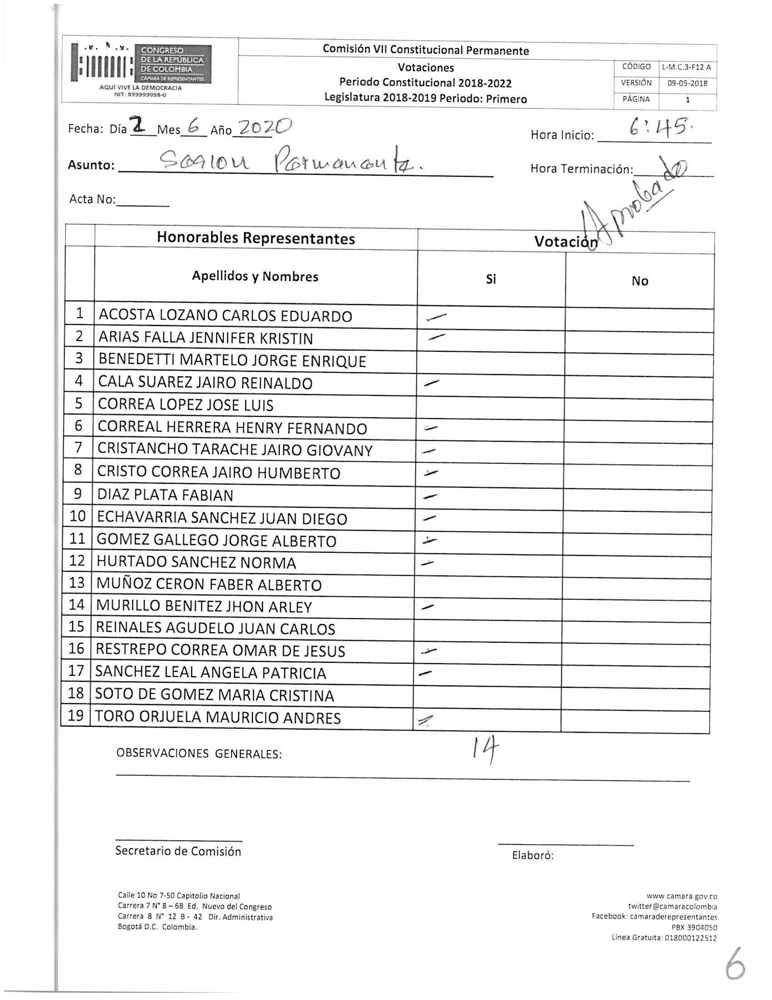 CONGRESO
DE LA REPÚBLICA
DE COLOMBIA
CÁMARA DE REPRESENTANTES
AQUÍ VIVE LA DEMOCRACIA
NIT: 899999098-0
Comisión VII Constitucional Permanente
Votaciones
Periodo Constitucional 2018-2022
Legislatura 2018-2019 Periodo: Primero
CÓDIGO L-M.C.3-F12 A
VERSIÓN 09-05-2018
PÁGINA 1
Fecha: Día 2 Mes 6 Año 2020
Hora Inicio: 6:45.
Asunto: Sesion Permanente.
Hora Terminación:
Aprobado
Acta No:
Honorables Representantes Votación
Apellidos y Nombres Si No
1 ACOSTA LOZANO CARLOS EDUARDO
2 ARIAS FALLA JENNIFER KRISTIN
3 BENEDETTI MARTELO JORGE ENRIQUE
4 CALA SUAREZ JAIRO REINALDO
5 CORREA LOPEZ JOSE LUIS
6 CORREAL HERRERA HENRY FERNANDO
7 CRISTANCHO TARACHE JAIRO GIOVANY
8 CRISTO CORREA JAIRO HUMBERTO
9 DIAZ PLATA FABIAN
10 ECHAVARRIA SANCHEZ JUAN DIEGO
11 GOMEZ GALLEGO JORGE ALBERTO
12 HURTADO SANCHEZ NORMA
13 MUÑOZ CERON FABER ALBERTO
14 MURILLO BENITEZ JHON ARLEY
15 REINALES AGUDELO JUAN CARLOS
16 RESTREPO CORREA OMAR DE JESUS
17 SANCHEZ LEAL ANGELA PATRICIA
18 SOTO DE GOMEZ MARIA CRISTINA
19 TORO ORJUELA MAURICIO ANDRES
14
OBSERVACIONES GENERALES:
Secretario de Comisión
Elaboró:
Calle 10 No 7-50 Capitolio Nacional
Carrera 7 N° 8 – 68 Ed. Nuevo del Congreso
Carrera 8 N° 12 B - 42 Dir. Administrativa
Bogotá D.C. Colombia.
www.camara.gov.co
twitter@camaracolombia
Facebook: camaraderepresentantes
PBX 3904050
Línea Gratuita: 018000122512
6